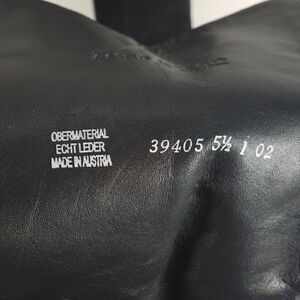 OBERMATERIAL
ECHT LEDER
MADE IN AUSTRIA
39405 5½ 1 02